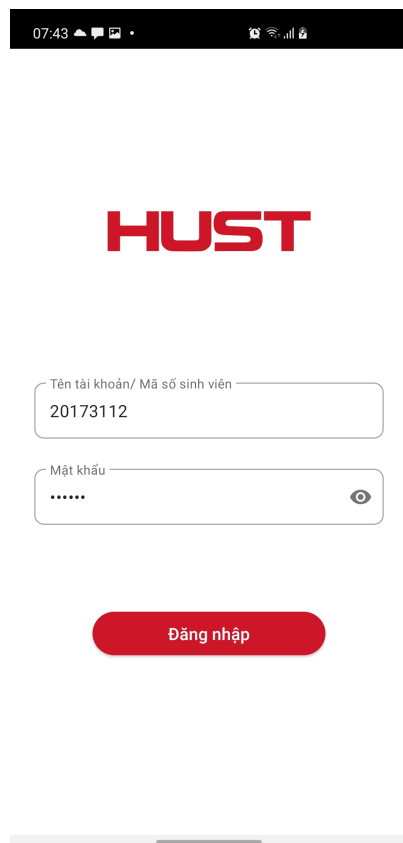 07:43
HUST
Tên tài khoản/ Mã số sinh viên
20173112
Mật khẩu
••••••
Đăng nhập